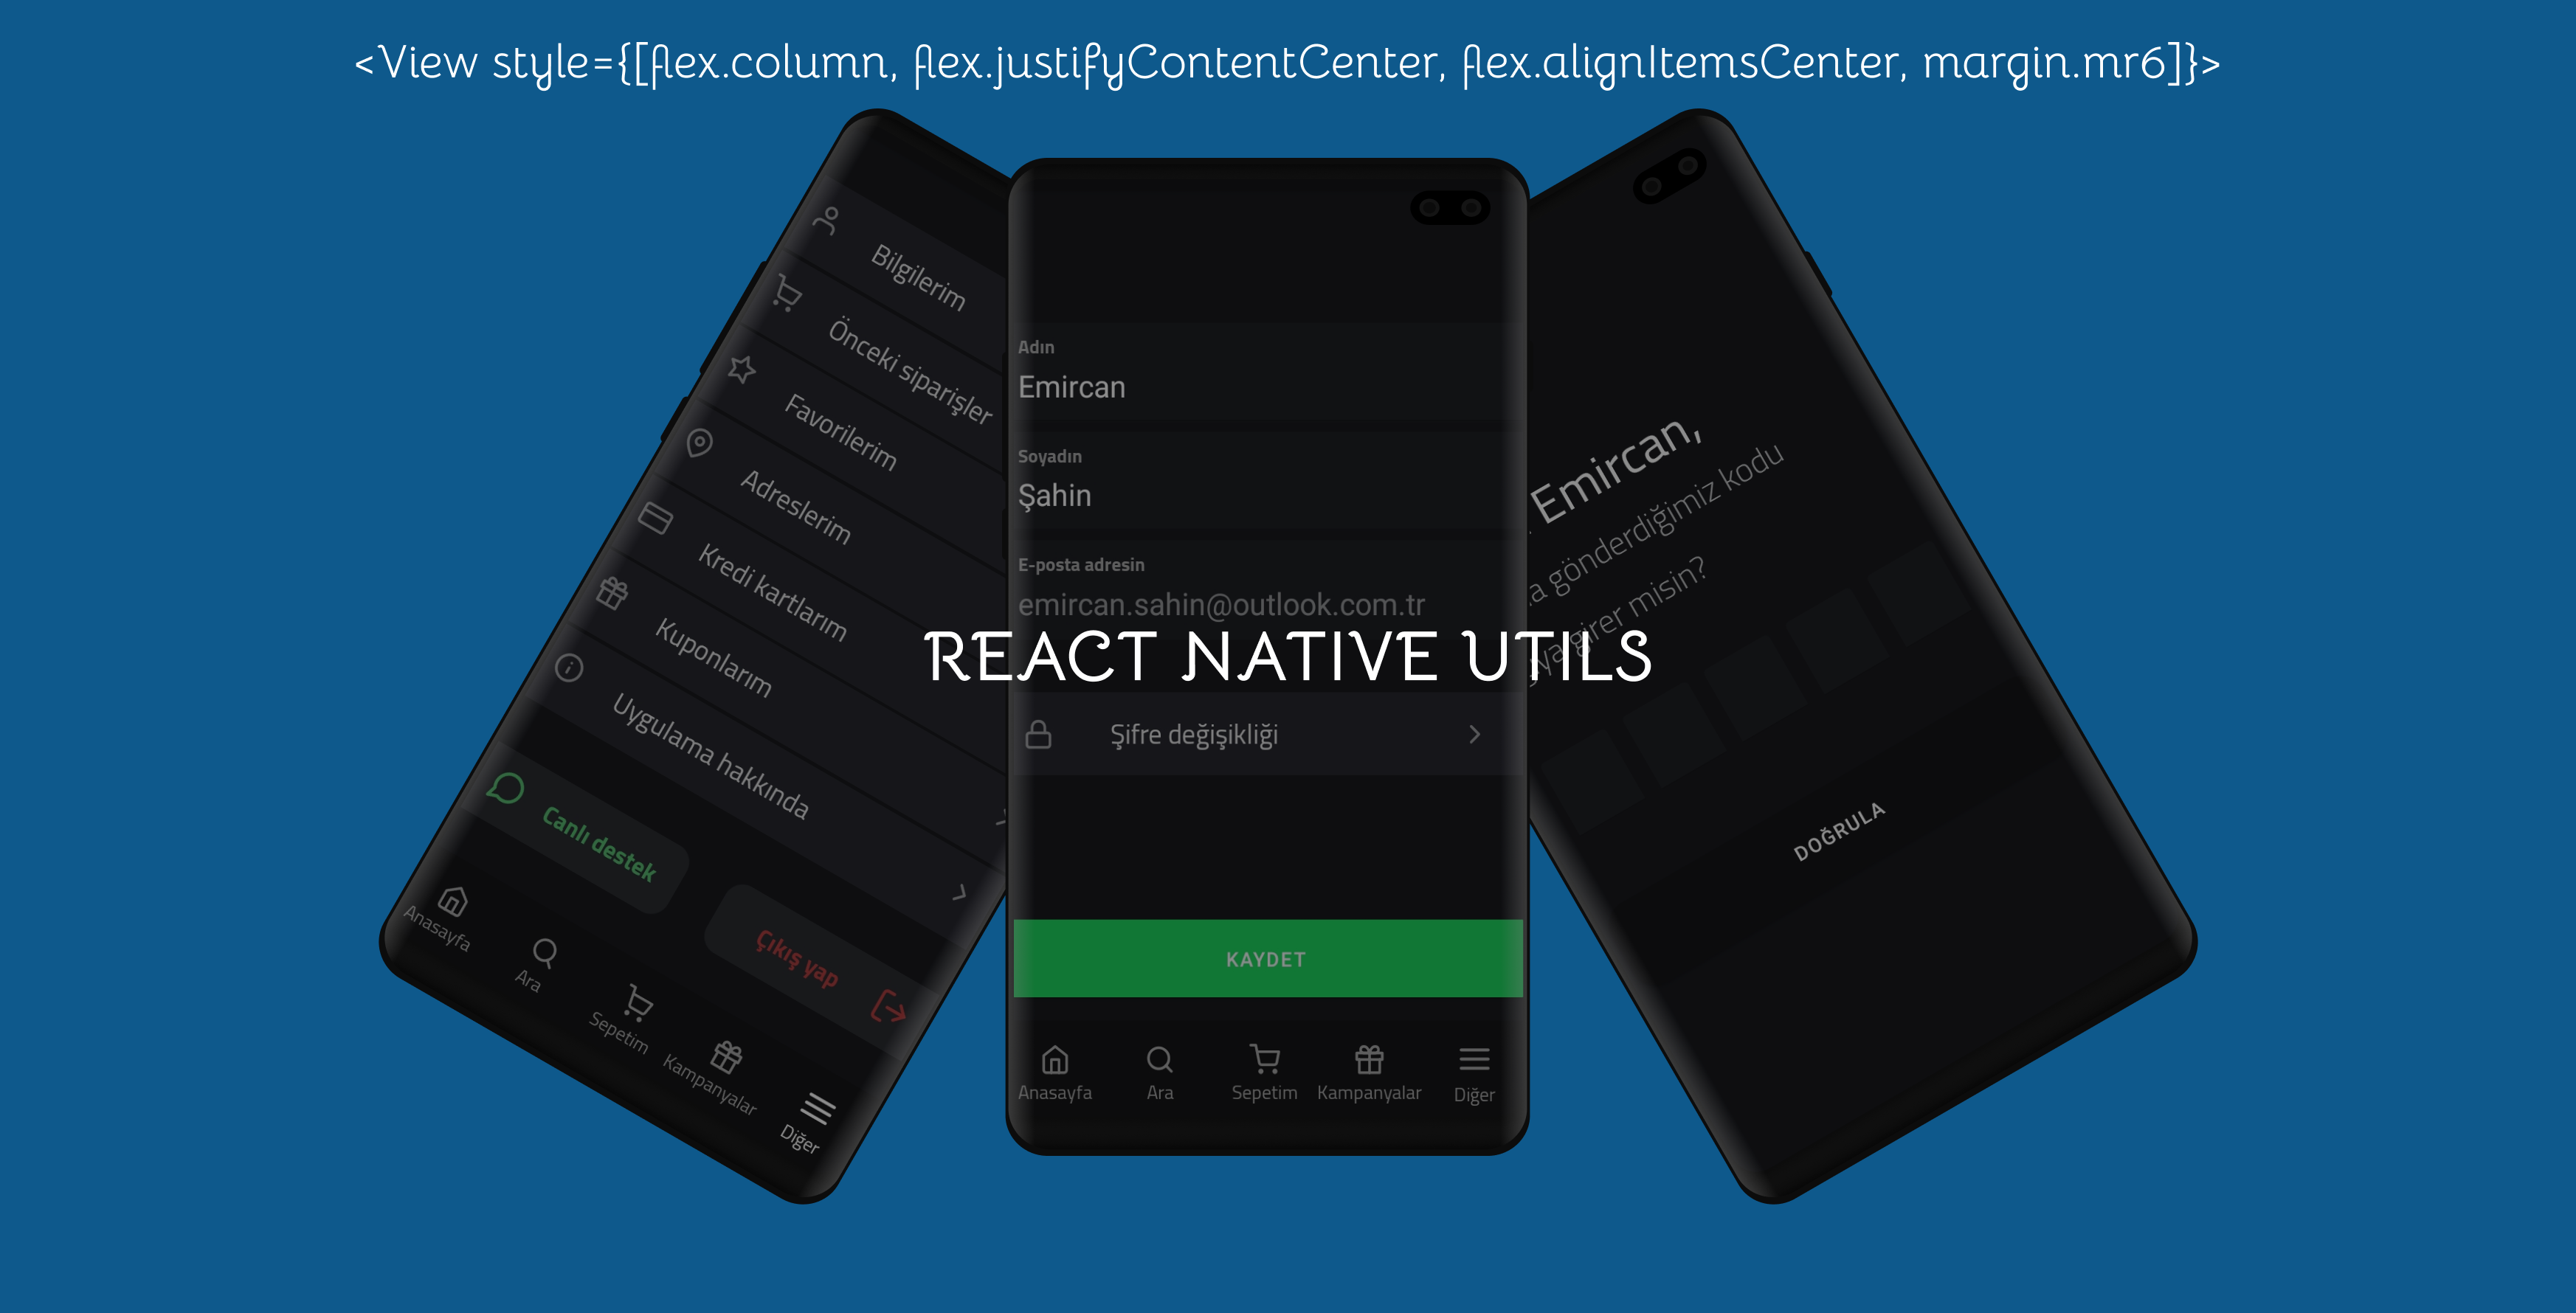 <View style={[flex.column, flex.justifyContentCenter, flex.alignItemsCenter, margin.mr6]}>
Bilgilerim
Önceki siparişler
Favorilerim
Adreslerim
Kredi kartlarım
Kuponlarım
Uygulama hakkında
Canlı destek
Çıkış yap
Anasayfa
Ara
Sepetim
Kampanyalar
Diğer
Adın
Emircan
Soyadın
Şahin
E-posta adresin
emircan.sahin@outlook.com.tr
REACT NATIVE UTILS
Şifre değişikliği
KAYDET
Anasayfa
Ara
Sepetim
Kampanyalar
Diğer
Emircan,
gönderdiğimiz kodu
girer misin?
DOĞRULA